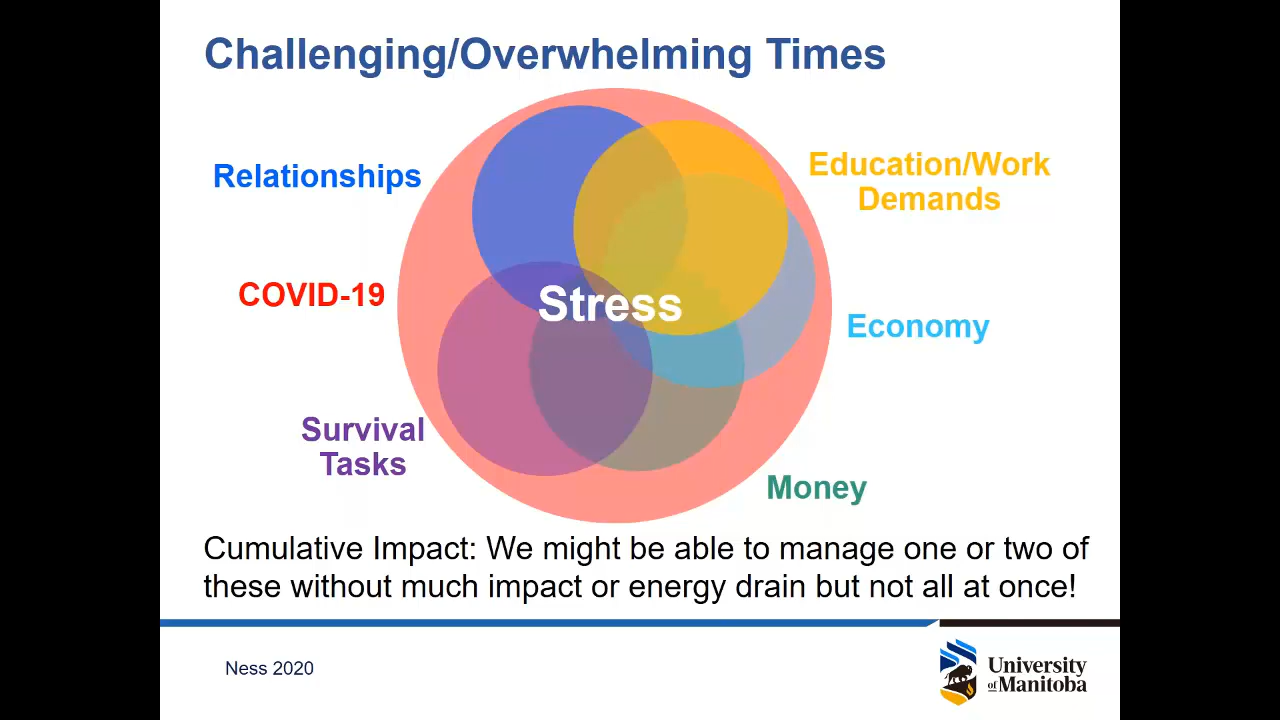 Challenging/Overwhelming Times
Relationships
Education/Work
Demands
COVID-19
Stress
Economy
Survival
Tasks
Money
Cumulative Impact: We might be able to manage one or two of
these without much impact or energy drain but not all at once!
Ness 2020
University
of Manitoba